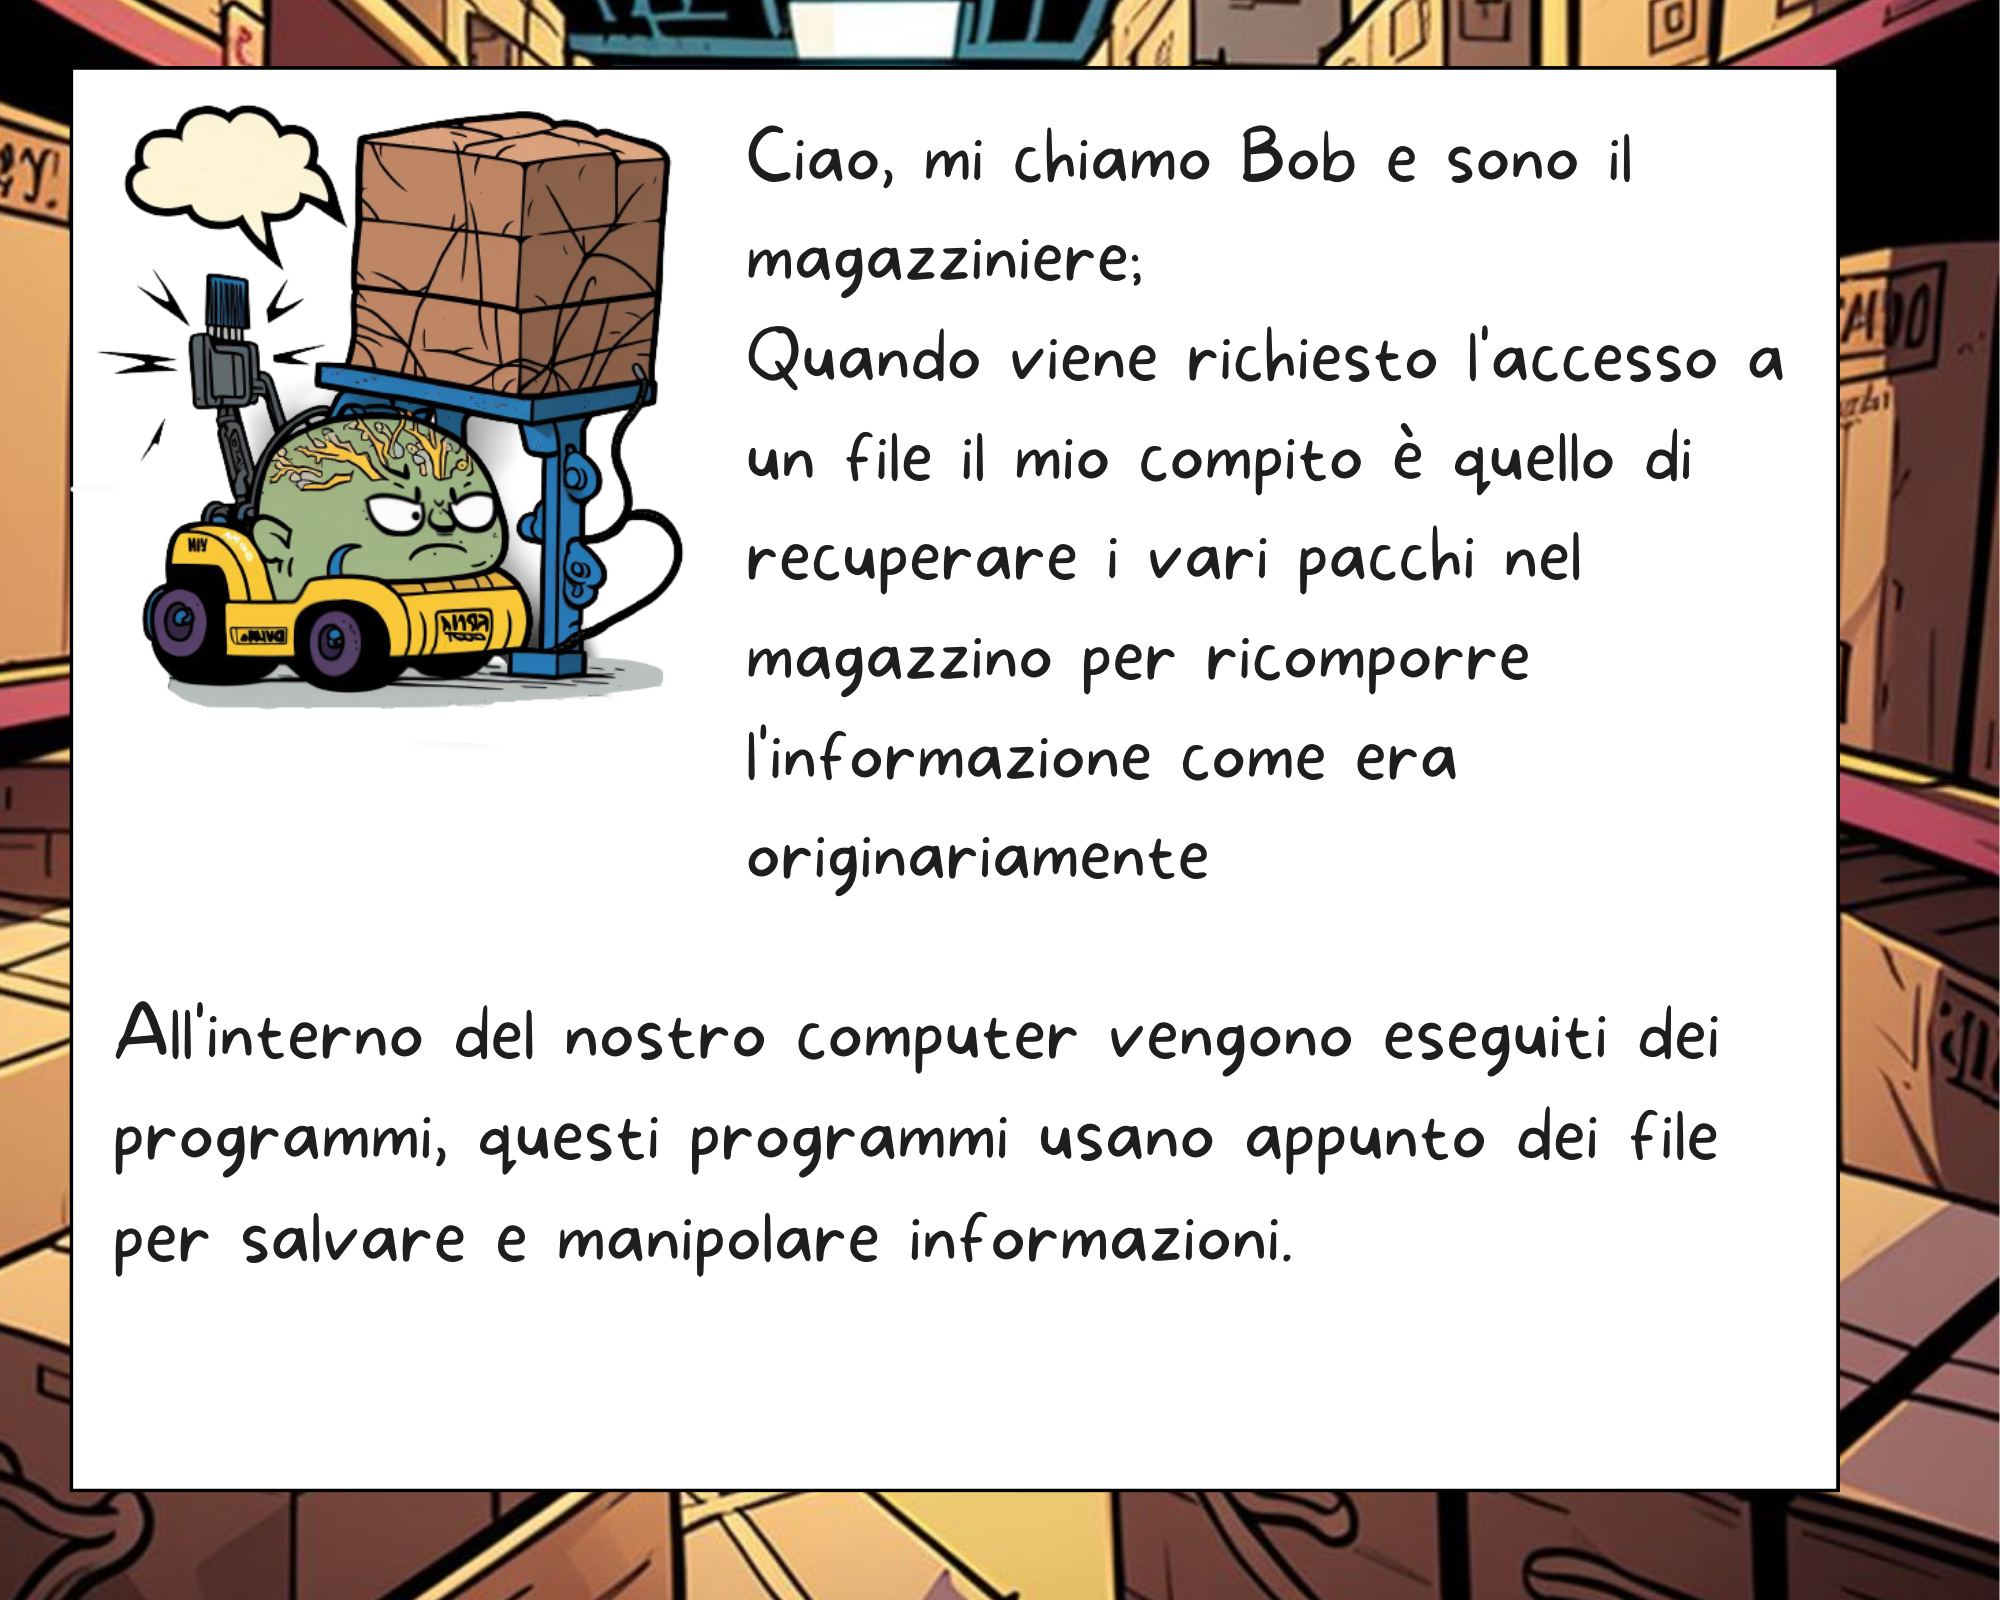 Ciao, mi chiamo Bob e sono il
magazziniere;
Quando viene richiesto l'accesso a
un file il mio compito è quello di
recuperare i vari pacchi nel
magazzino per ricomporre
l'informazione come era
originariamente
All'interno del nostro computer vengono eseguiti dei
programmi, questi programmi usano appunto dei file
per salvare e manipolare informazioni.